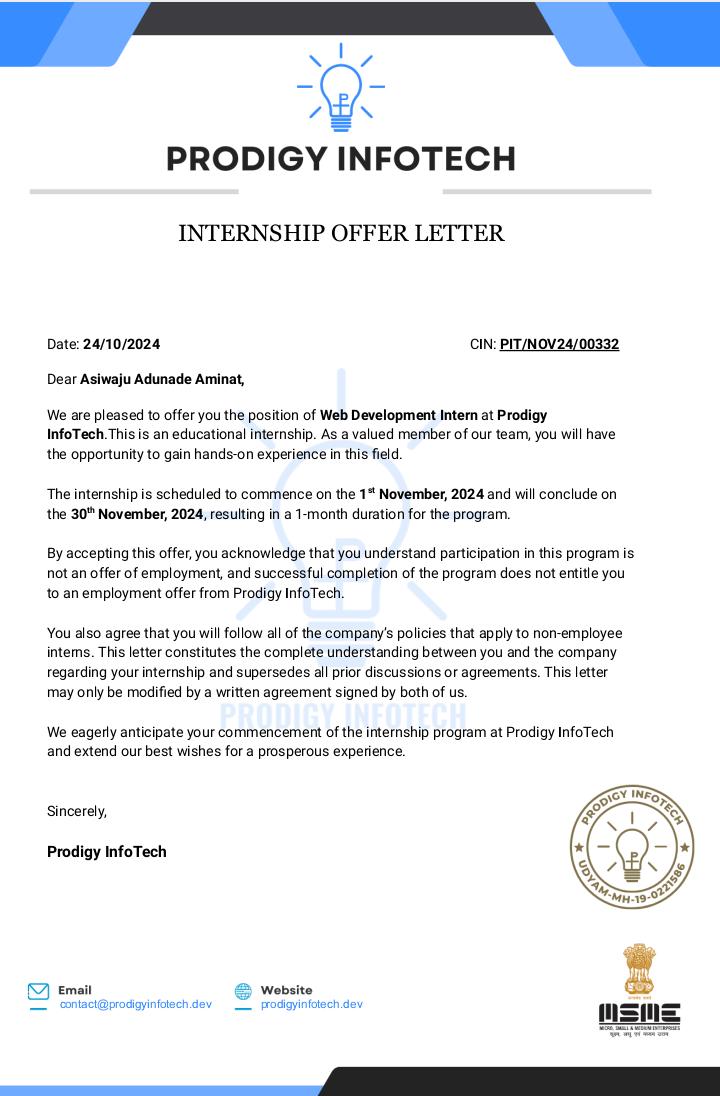 PRODIGY INFOTECH
INTERNSHIP OFFER LETTER
Date: 24/10/2024
CIN: PIT/NOV24/00332
Dear Asiwaju Adunade Aminat,
We are pleased to offer you the position of Web Development Intern at Prodigy
InfoTech.This is an educational internship. As a valued member of our team, you will have
the opportunity to gain hands-on experience in this field.
The internship is scheduled to commence on the 1st November, 2024 and will conclude on
the 30th November, 2024, resulting in a 1-month duration for the program.
By accepting this offer, you acknowledge that you understand participation in this program is
not an offer of employment, and successful completion of the program does not entitle you
to an employment offer from Prodigy InfoTech.
You also agree that you will follow all of the company’s policies that apply to non-employee
interns. This letter constitutes the complete understanding between you and the company
regarding your internship and supersedes all prior discussions or agreements. This letter
may only be modified by a written agreement signed by both of us.
PRODIGY INFOTECH
We eagerly anticipate your commencement of the internship program at Prodigy InfoTech
and extend our best wishes for a prosperous experience.
Sincerely,
Prodigy InfoTech
PRODIGY INFOTECH
UDYAM-MH-19-0221586
Email
contact@prodigyinfotech.dev
Website
prodigyinfotech.dev
सत्यमेव जयते
MSME
MICRO, SMALL & MEDIUM ENTERPRISES
सूक्ष्म, लघु एवं मध्यम उद्यम